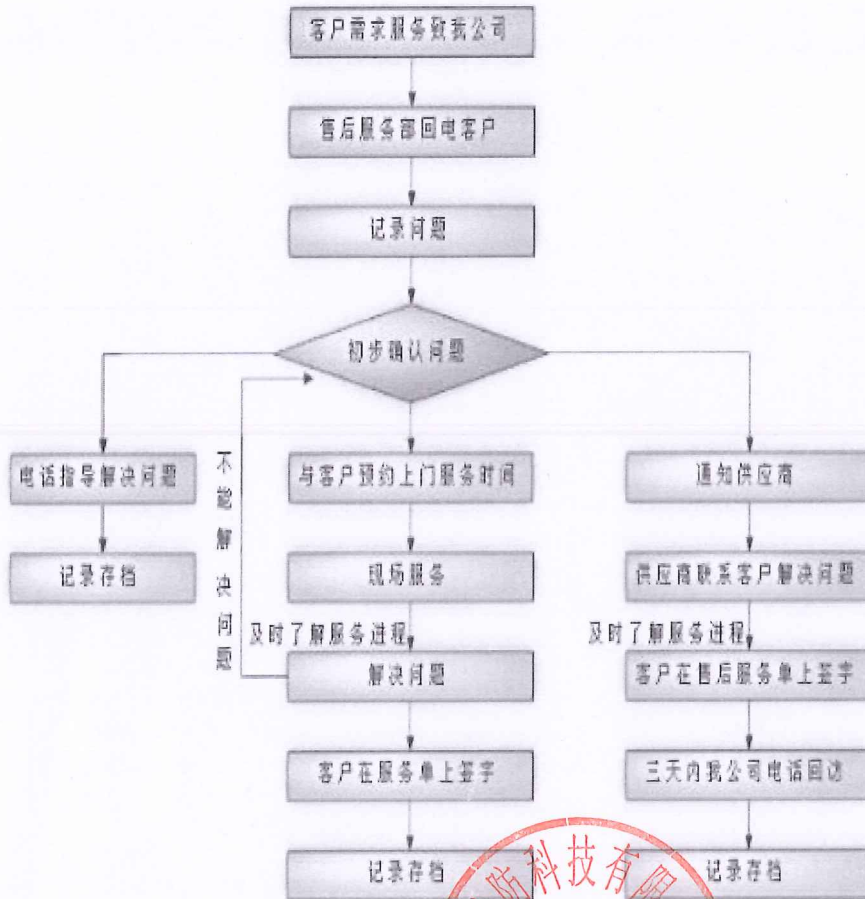 客户需求服务致我公司
售后服务部回电客户
记录问题
初步确认问题
电话指导解决问题
记录存档
不能解决问题
与客户预约上门服务时间
现场服务
及时了解服务进程
解决问题
客户在服务单上签字
记录存档
通知供应商
供应商联系客户解决问题
及时了解服务进程
客户在售后服务单上签字
三天内我公司电话回访
记录存档
防科技有限